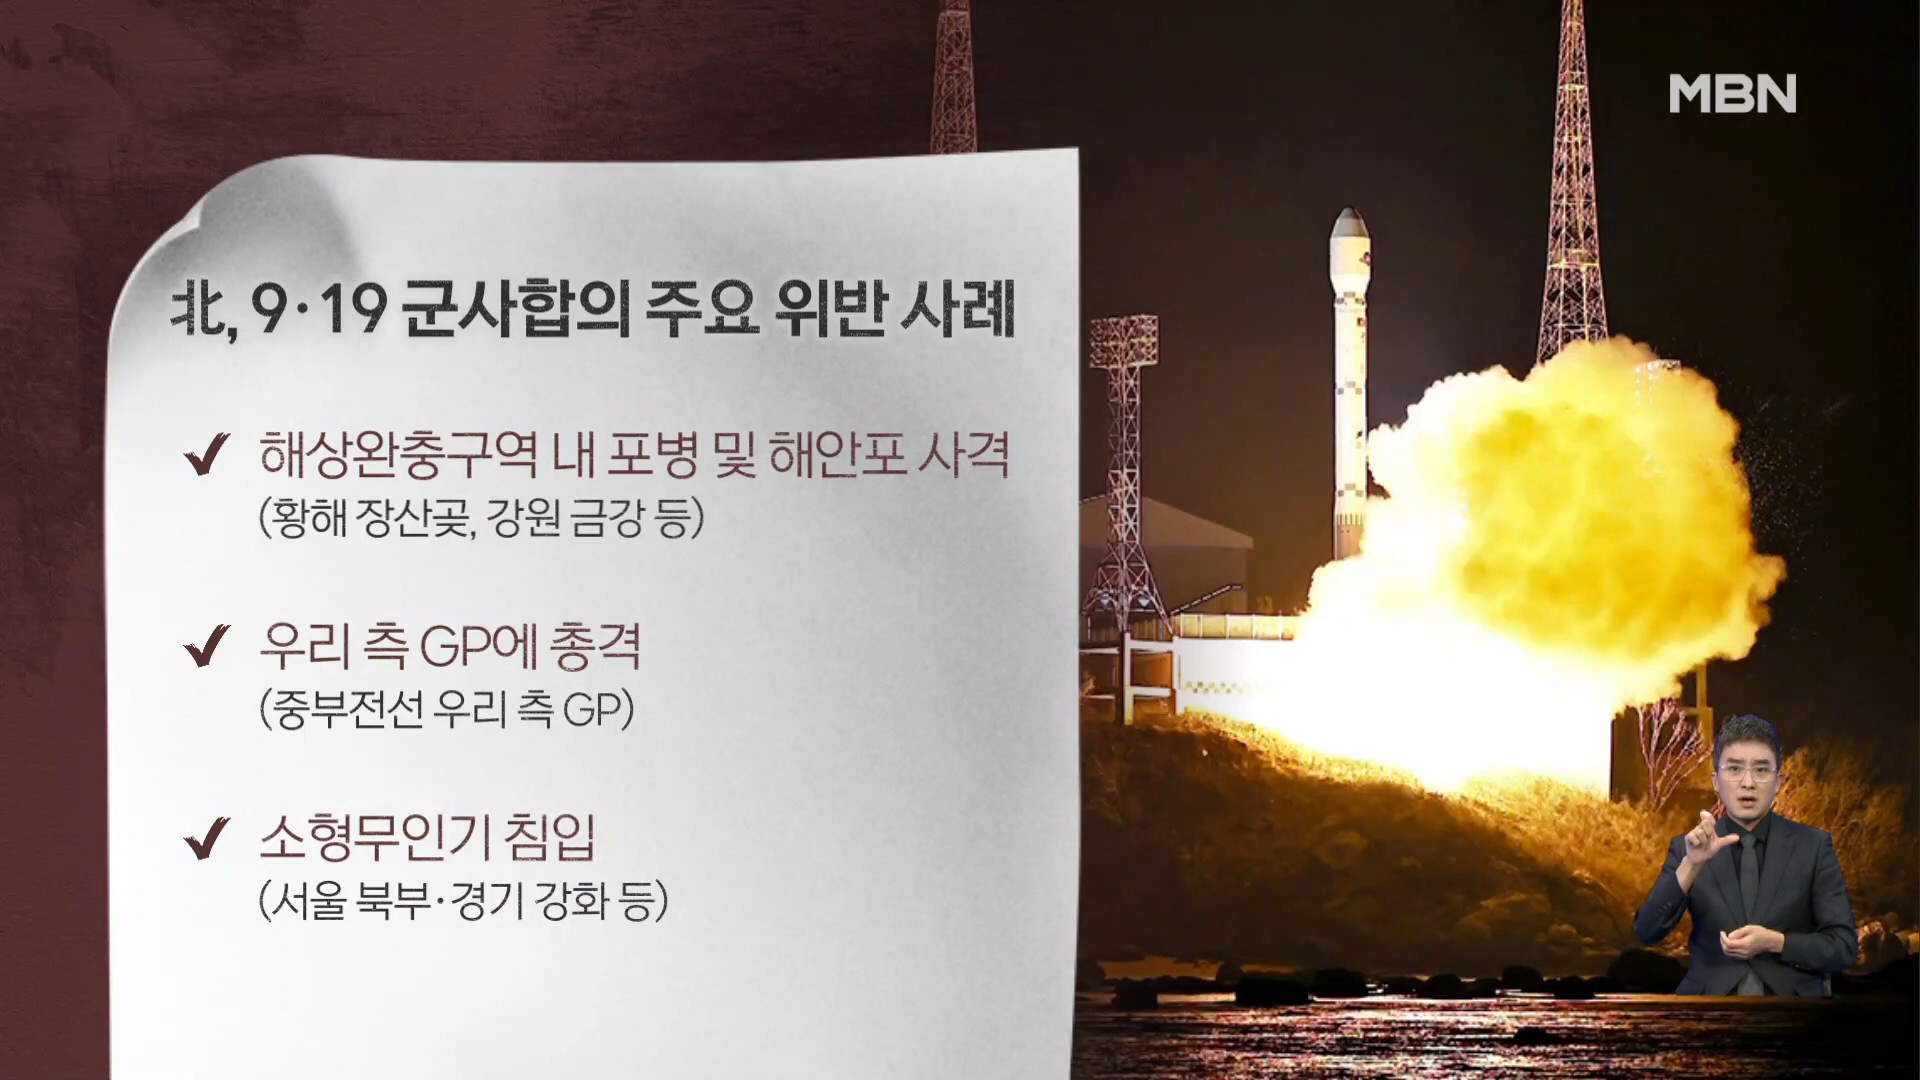 MBN
北, 9·19 군사합의 주요 위반 사례
해상완충구역 내 포병 및 해안포 사격
(황해 장산곶, 강원 금강 등)
우리 측 GP에 총격
(중부전선 우리 측 GP)
소형무인기 침입
(서울 북부·경기 강화 등)